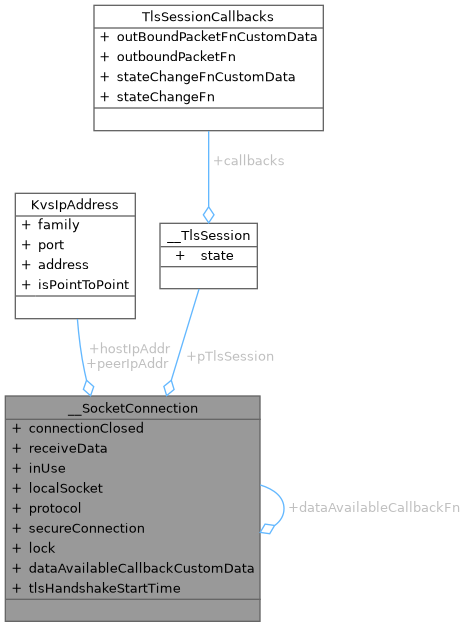 TlsSessionCallbacks
+ outBoundPacketFnCustomData
+ outboundPacketFn
+ stateChangeFnCustomData
+ stateChangeFn
+callbacks
KvsIpAddress
+ family
+ port
+ address
+ isPointToPoint
__TlsSession
+ state
+hostIpAddr
+peerIpAddr
+pTlsSession
__SocketConnection
+ connectionClosed
+ receiveData
+ inUse
+ localSocket
+ protocol
+ secureConnection
+ lock
+ dataAvailableCallbackCustomData
+ tlsHandshakeStartTime
+dataAvailableCallbackFn